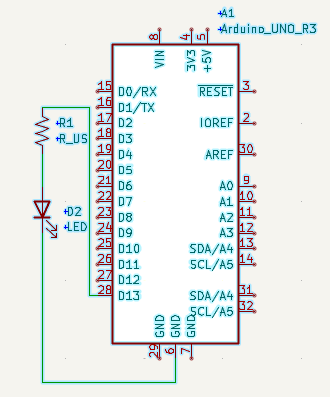 A1
Arduino_UNO_R3
8
4
5
VIN
3V3
+5V
15 D0/RX
RESET 3
16 D1/TX
17 D2
IOREF 2
18 D3
19 D4
AREF 30
20 D5
21 D6
A0 9
22 D7
A1 10
23 D8
A2 11
24 D9
A3 12
25 D10
SDA/A4 13
26 D11
SCL/A5 14
27 D12
28 D13
SDA/A4 31
SCL/A5 32
GND
GND
GND
29
6
7
R1
R_US
D2
LED